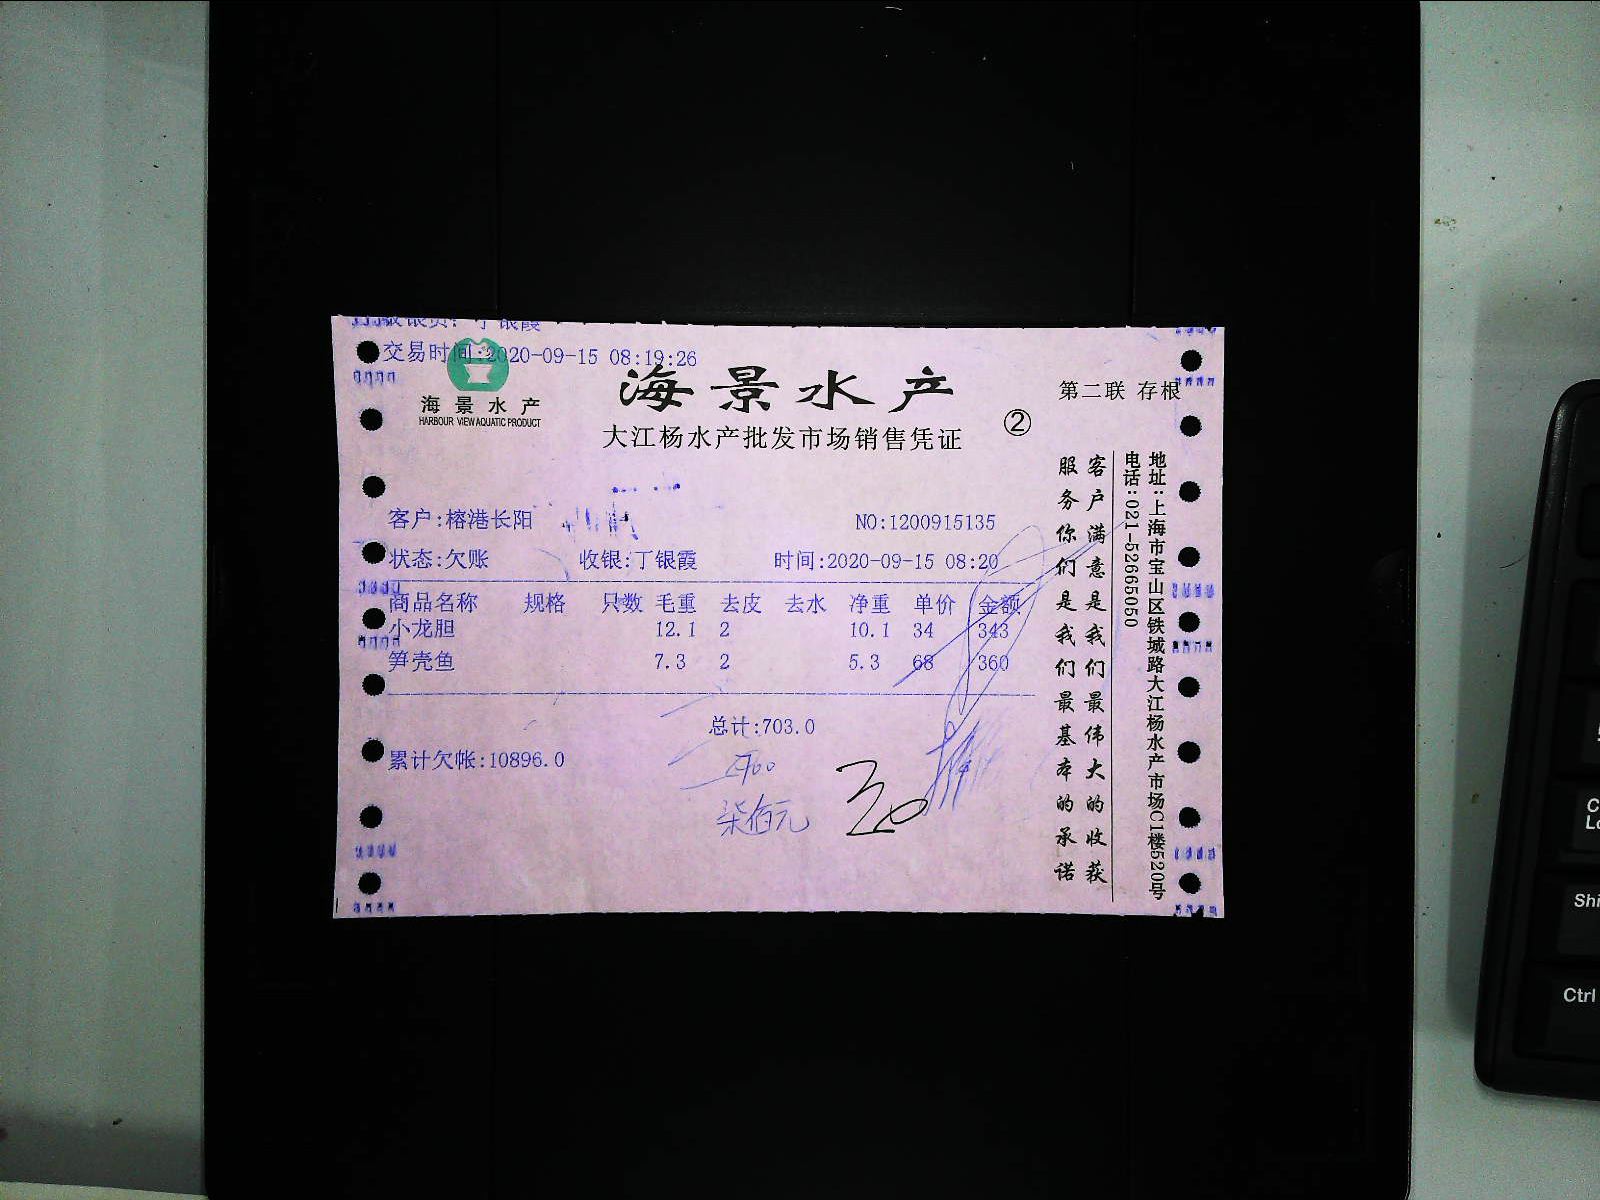 银员：丁银霞
交易时间:2020-09-15 08:19:26
海景水产
HARBOUR VIEW AQUATIC PRODUCT
海景水产
大江杨水产批发市场销售凭证
②
第二联 存根
客户:榕港长阳
NO:1200915135
状态:欠账 收银:丁银霞 时间:2020-09-15 08:20
商品名称 规格 只数 毛重 去皮 去水 净重 单价 金额
小龙胆 12.1 2 10.1 34 343
笋壳鱼 7.3 2 5.3 68 360
总计:703.0
累计欠帐:10896.0
柒佰元
客户满意是我们最伟大的收获
服务你们是我们最基本的承诺
地址:上海市宝山区铁城路大江杨水产市场C1楼520号
电话:021-52665050
C
Shi
Ctrl